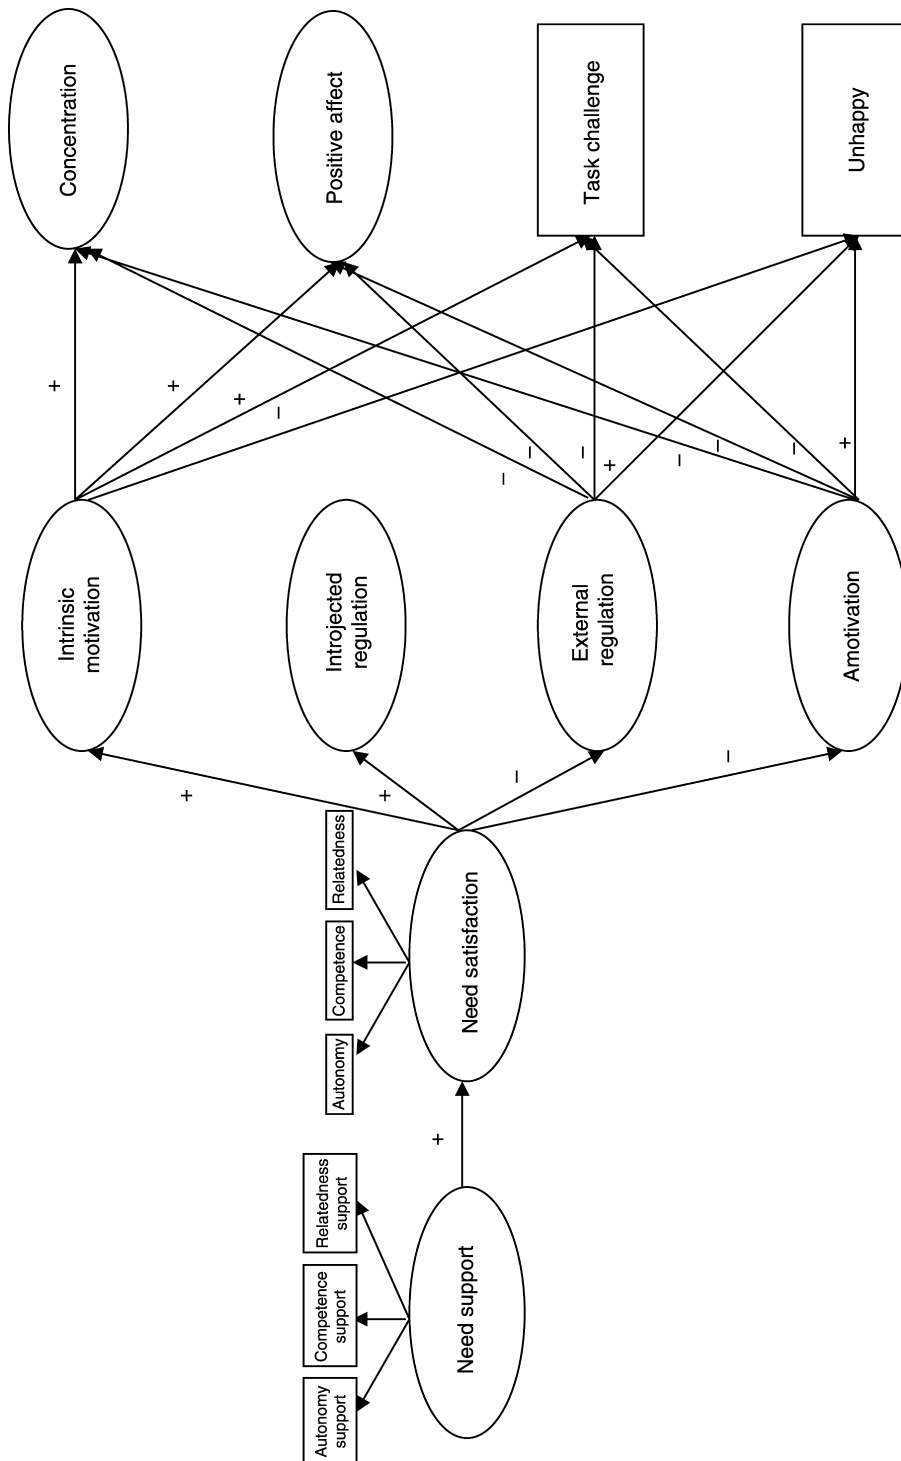 Autonomy
support
Competence
support
Relatedness
support
Need support
+
Autonomy
Competence
Relatedness
Need satisfaction
+
+
–
–
Intrinsic
motivation
Introjected
regulation
External
regulation
Amotivation
+
+
+
–
–
–
–
+
–
–
–
+
Concentration
Positive affect
Task challenge
Unhappy